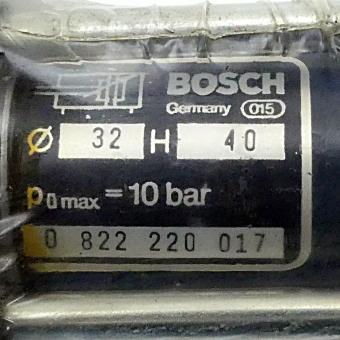 BOSCH
Germany 015
Ø 32 H 40
p0 max = 10 bar
0 822 220 017